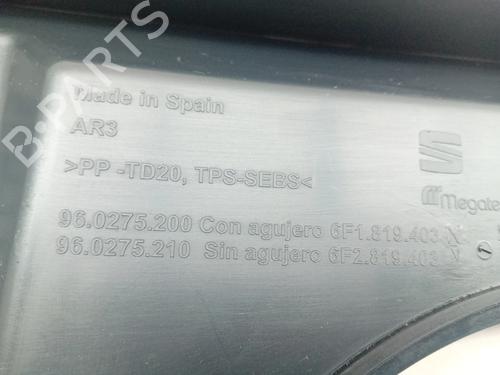 B-PARTS
Made in Spain
AR3
>PP -TD20, TPS-SEBS<
Megatec
96.0275.200 Con agujero 6F1.819.403 X
96.0275.210 Sin agujero 6F2.819.403